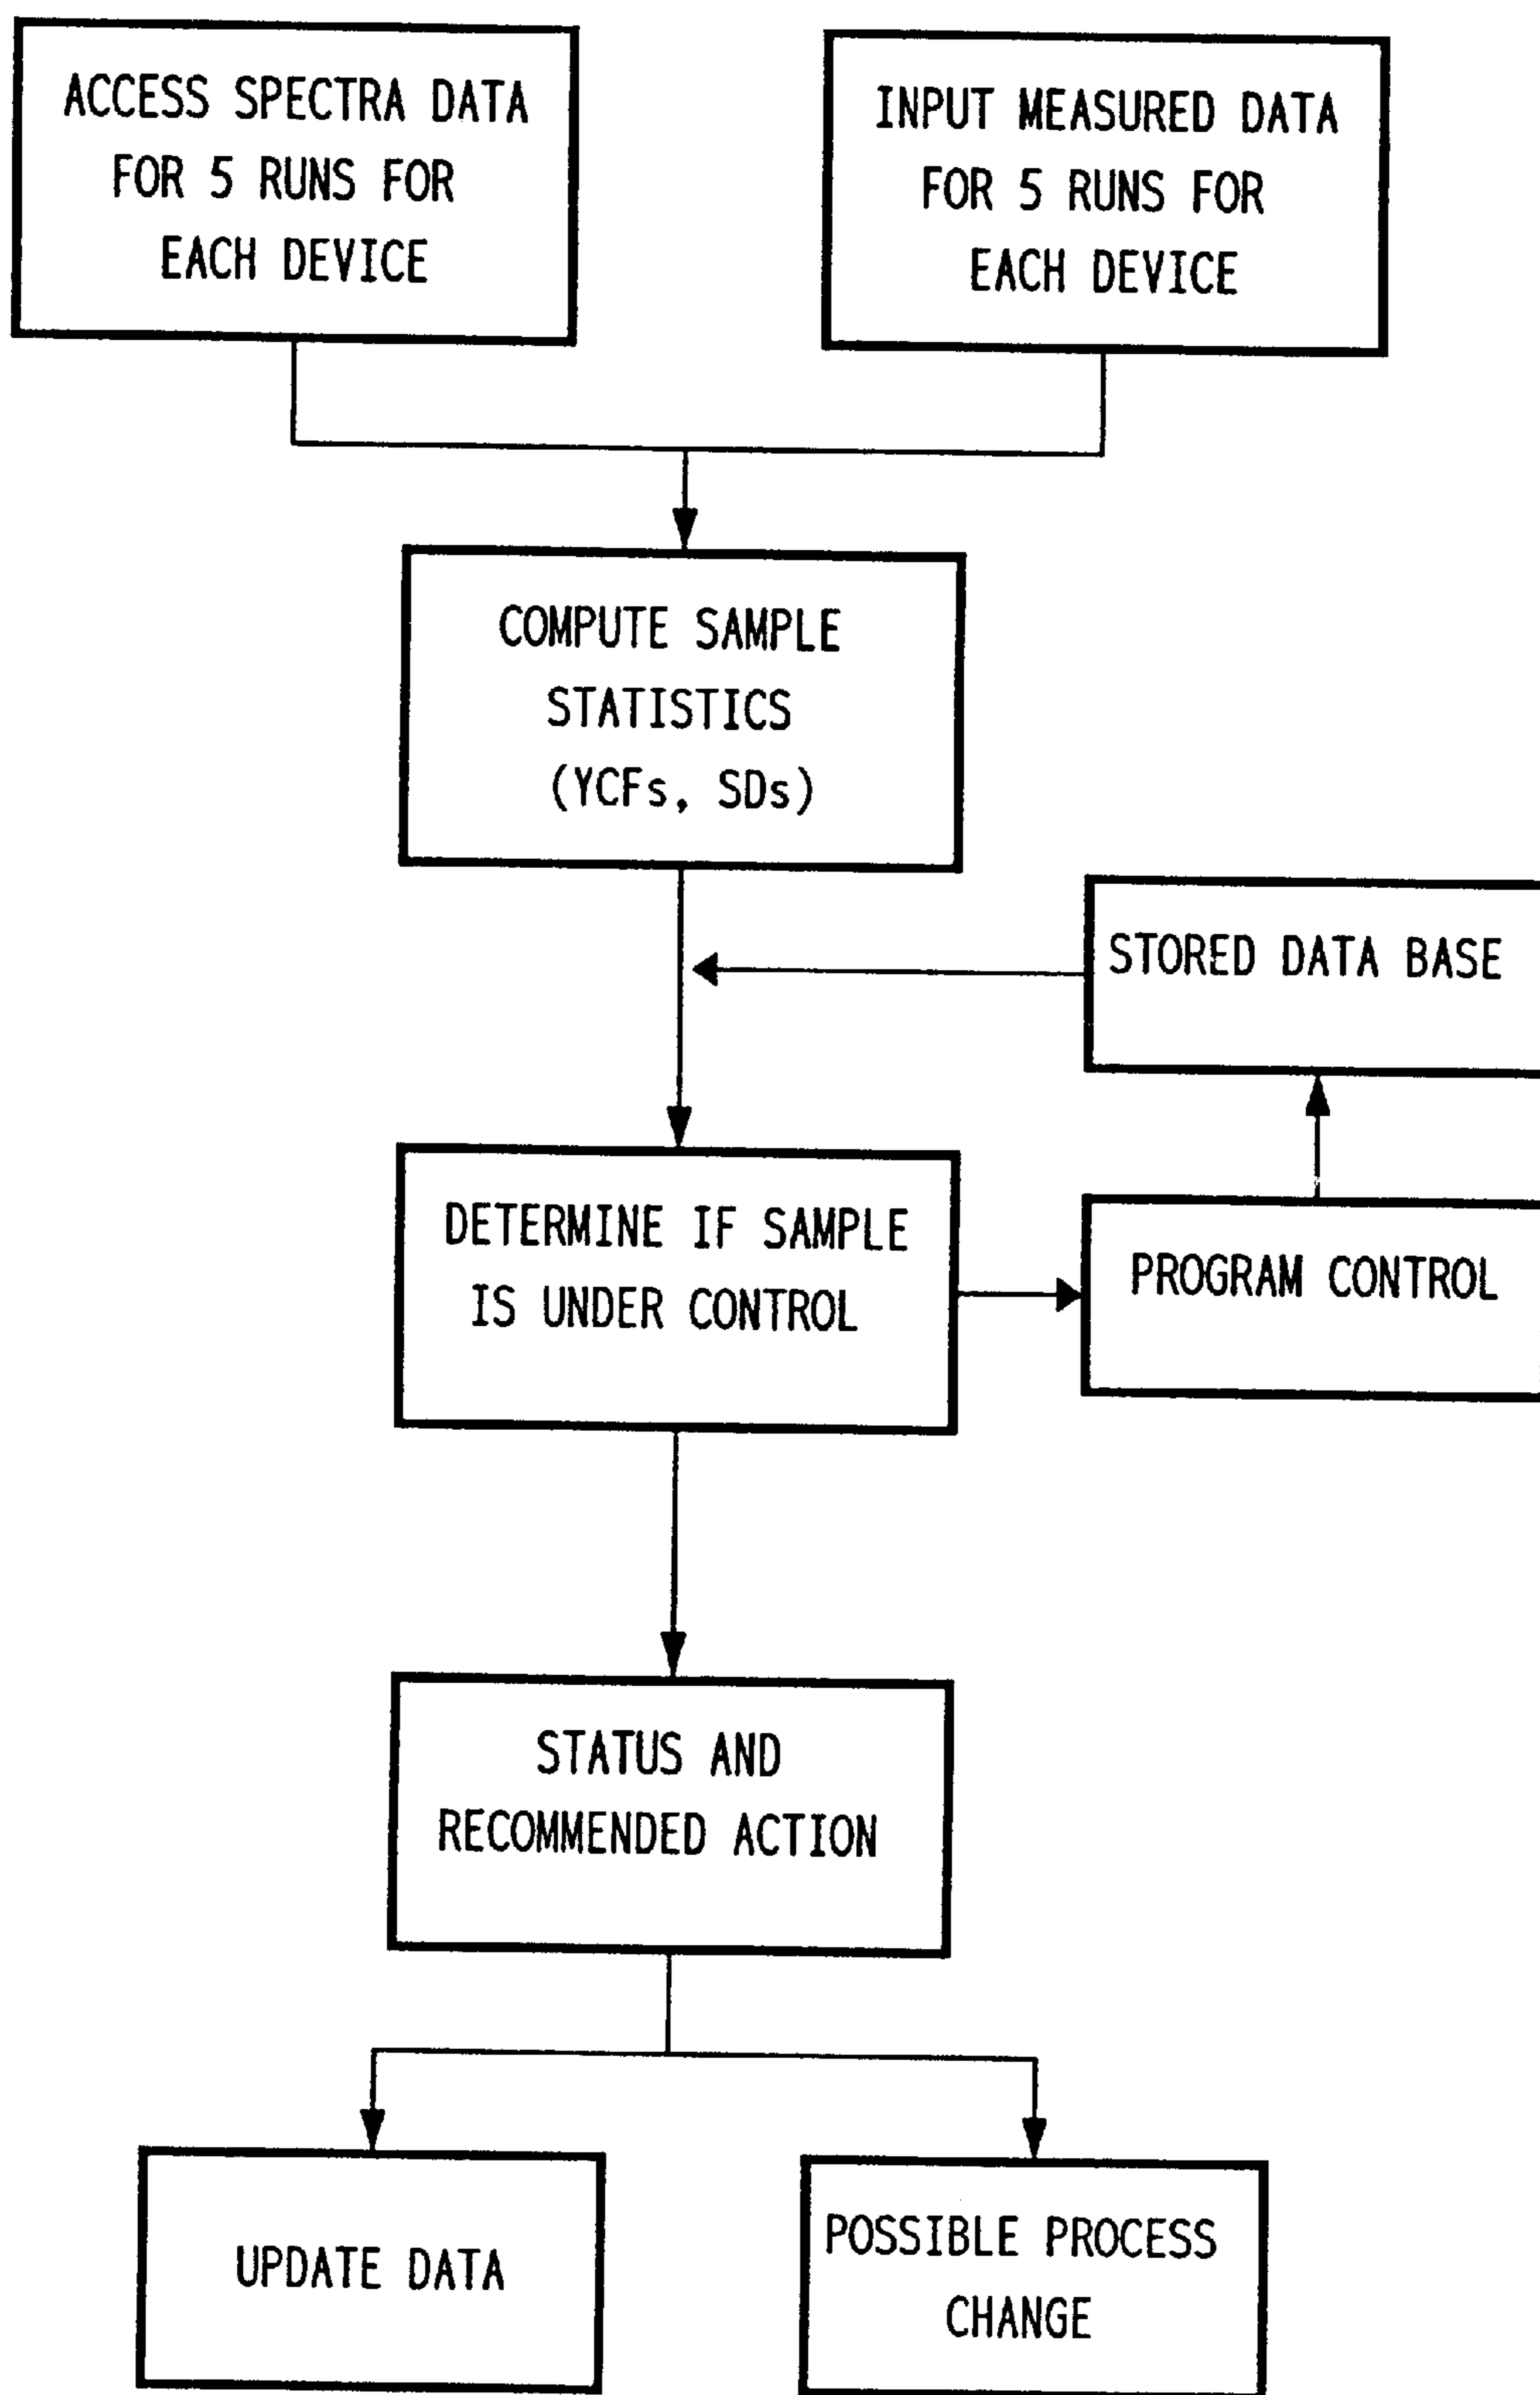 ACCESS SPECTRA DATA
FOR 5 RUNS FOR
EACH DEVICE
INPUT MEASURED DATA
FOR 5 RUNS FOR
EACH DEVICE
COMPUTE SAMPLE
STATISTICS
(YCFs, SDs)
STORED DATA BASE
DETERMINE IF SAMPLE
IS UNDER CONTROL
PROGRAM CONTROL
STATUS AND
RECOMMENDED ACTION
UPDATE DATA
POSSIBLE PROCESS
CHANGE